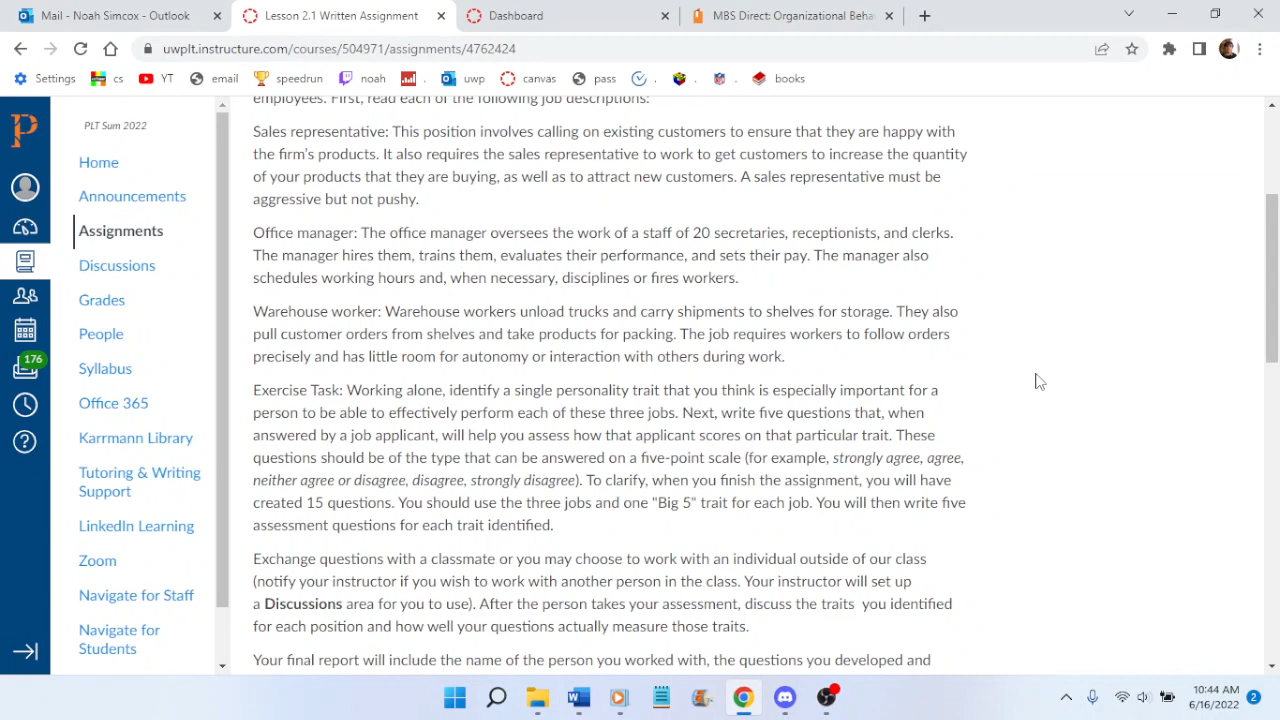 Mail - Noah Simcox - Outlook
Lesson 2.1 Written Assignment
Dashboard
MBS Direct: Organizational Beha
uwplt.instructure.com/courses/504971/assignments/4762424
Settings
cs
YT
email
speedrun
noah
.
uwp
canvas
pass
.
.
.
books
PLT Sum 2022
Home
Announcements
Assignments
Discussions
Grades
People
Syllabus
Office 365
Karrmann Library
Tutoring & Writing
Support
LinkedIn Learning
Zoom
Navigate for Staff
Navigate for
Students
176
employees. First, read each of the following job descriptions:
Sales representative: This position involves calling on existing customers to ensure that they are happy with
the firm's products. It also requires the sales representative to work to get customers to increase the quantity
of your products that they are buying, as well as to attract new customers. A sales representative must be
aggressive but not pushy.
Office manager: The office manager oversees the work of a staff of 20 secretaries, receptionists, and clerks.
The manager hires them, trains them, evaluates their performance, and sets their pay. The manager also
schedules working hours and, when necessary, disciplines or fires workers.
Warehouse worker: Warehouse workers unload trucks and carry shipments to shelves for storage. They also
pull customer orders from shelves and take products for packing. The job requires workers to follow orders
precisely and has little room for autonomy or interaction with others during work.
Exercise Task: Working alone, identify a single personality trait that you think is especially important for a
person to be able to effectively perform each of these three jobs. Next, write five questions that, when
answered by a job applicant, will help you assess how that applicant scores on that particular trait. These
questions should be of the type that can be answered on a five-point scale (for example, strongly agree, agree,
neither agree or disagree, disagree, strongly disagree). To clarify, when you finish the assignment, you will have
created 15 questions. You should use the three jobs and one "Big 5" trait for each job. You will then write five
assessment questions for each trait identified.
Exchange questions with a classmate or you may choose to work with an individual outside of our class
(notify your instructor if you wish to work with another person in the class. Your instructor will set up
a Discussions area for you to use). After the person takes your assessment, discuss the traits you identified
for each position and how well your questions actually measure those traits.
Your final report will include the name of the person you worked with, the questions you developed and
10:44 AM
6/16/2022
2